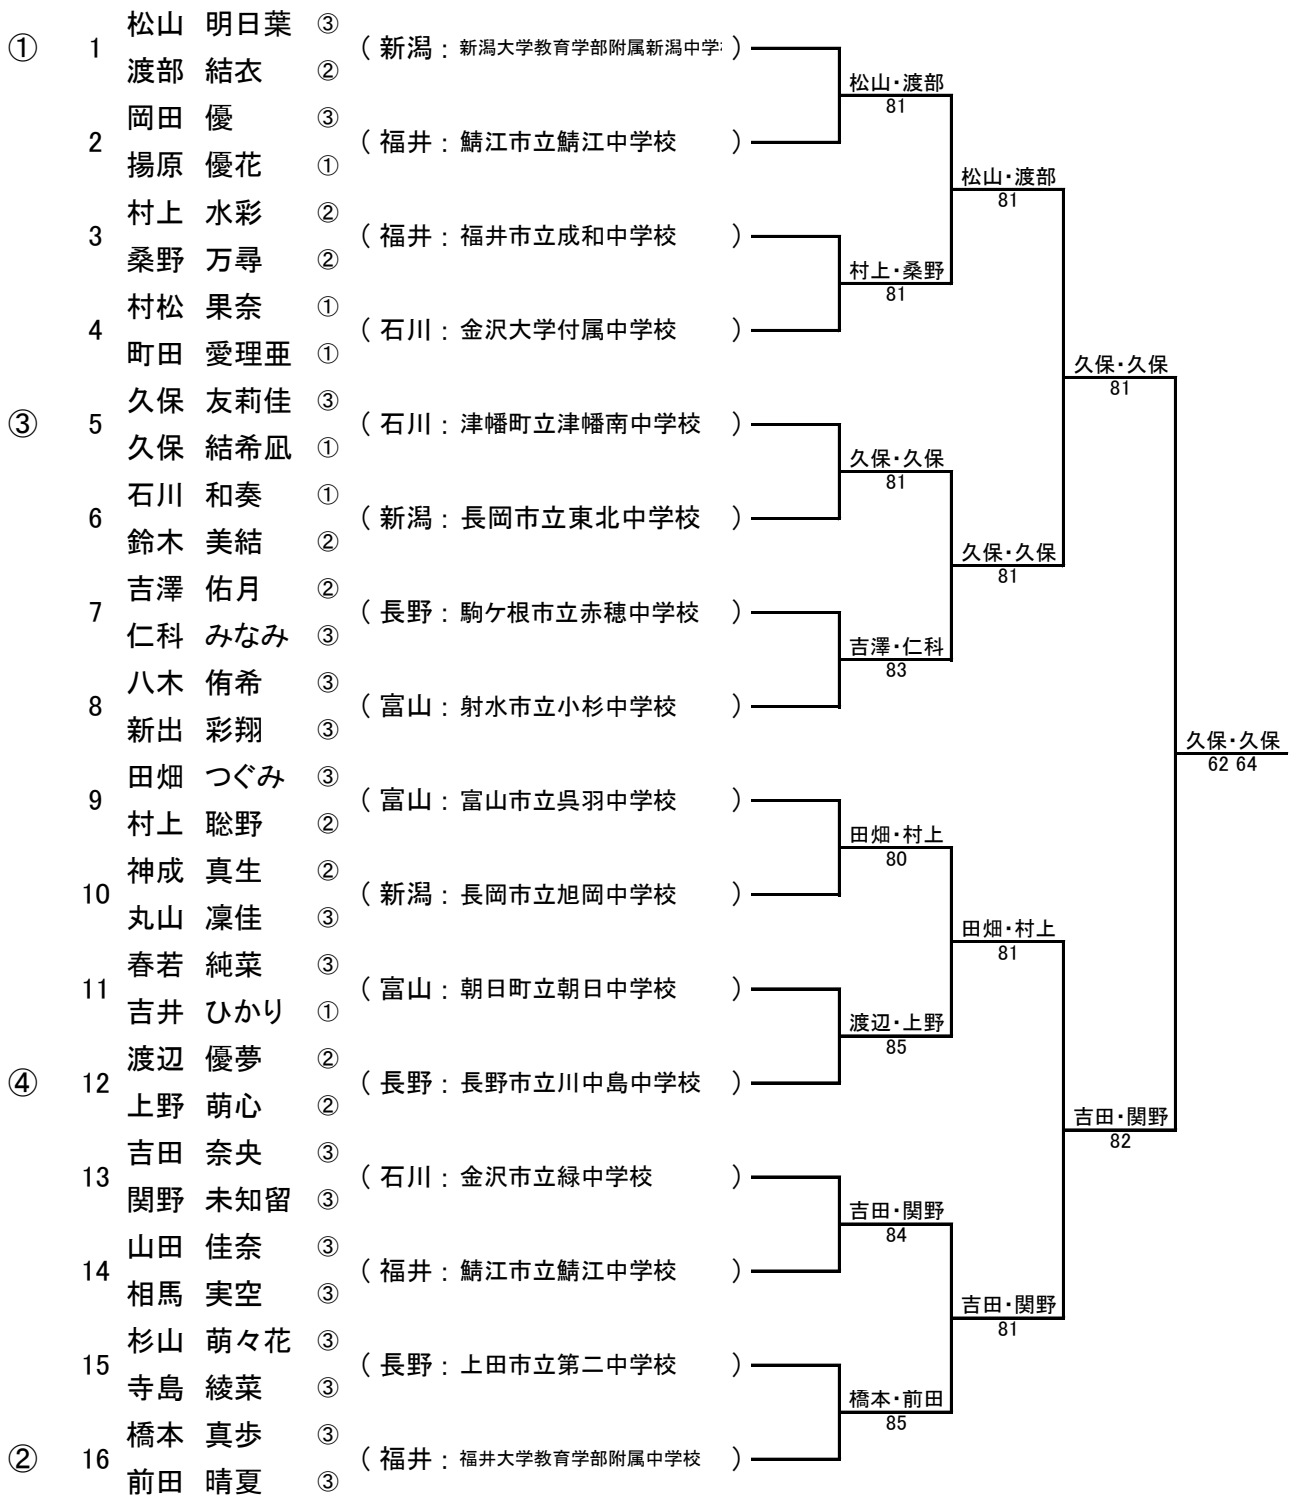 ① 1 松山 明日葉 ③ ( 新潟 : 新潟大学教育学部附属新潟中学 )
渡部 結衣 ②
2 岡田 優 ③ ( 福井 : 鯖江市立鯖江中学校 )
揚原 優花 ①
3 村上 水彩 ② ( 福井 : 福井市立成和中学校 )
桑野 万尋 ②
4 村松 果奈 ① ( 石川 : 金沢大学付属中学校 )
町田 愛理亜 ①
③ 5 久保 友莉佳 ③ ( 石川 : 津幡町立津幡南中学校 )
久保 結希凪 ①
6 石川 和奏 ① ( 新潟 : 長岡市立東北中学校 )
鈴木 美結 ②
7 吉澤 佑月 ② ( 長野 : 駒ケ根市立赤穂中学校 )
仁科 みなみ ③
8 八木 侑希 ③ ( 富山 : 射水市立小杉中学校 )
新出 彩翔 ③
9 田畑 つぐみ ③ ( 富山 : 富山市立呉羽中学校 )
村上 聡野 ②
10 神成 真生 ② ( 新潟 : 長岡市立旭岡中学校 )
丸山 凜佳 ③
11 春若 純菜 ③ ( 富山 : 朝日町立朝日中学校 )
吉井 ひかり ①
④ 12 渡辺 優夢 ② ( 長野 : 長野市立川中島中学校 )
上野 萌心 ②
13 吉田 奈央 ③ ( 石川 : 金沢市立緑中学校 )
関野 未知留 ③
14 山田 佳奈 ③ ( 福井 : 鯖江市立鯖江中学校 )
相馬 実空 ③
15 杉山 萌々花 ③ ( 長野 : 上田市立第二中学校 )
寺島 綾菜 ③
② 16 橋本 真歩 ③ ( 福井 : 福井大学教育学部附属中学校 )
前田 晴夏 ③
松山・渡部
81
村上・桑野
81
久保・久保
81
吉澤・仁科
83
田畑・村上
80
渡辺・上野
85
吉田・関野
84
橋本・前田
85
松山・渡部
81
久保・久保
81
田畑・村上
81
吉田・関野
81
久保・久保
81
吉田・関野
82
久保・久保
62 64